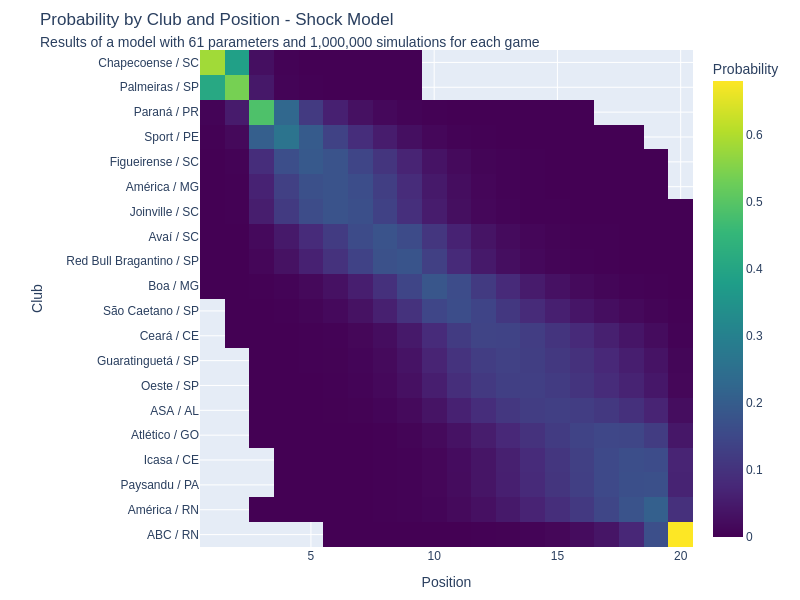 Probability by Club and Position - Shock Model
Results of a model with 61 parameters and 1,000,000 simulations for each game
Chapecoense / SC
Palmeiras / SP
Paraná / PR
Sport / PE
Figueirense / SC
América / MG
Joinville / SC
Avaí / SC
Red Bull Bragantino / SP
Boa / MG
São Caetano / SP
Ceará / CE
Guaratinguetá / SP
Oeste / SP
ASA / AL
Atlético / GO
Icasa / CE
Paysandu / PA
América / RN
ABC / RN
Club
5
10
15
20
Position
Probability
0.6
0.5
0.4
0.3
0.2
0.1
0